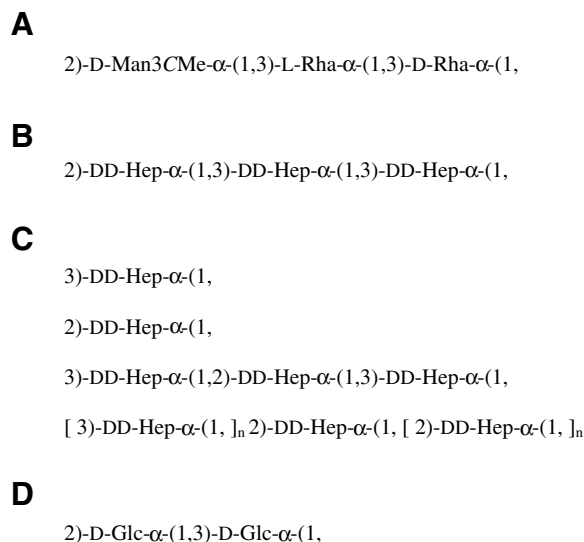 A
2)-D-Man3CMe-α-(1,3)-L-Rha-α-(1,3)-D-Rha-α-(1,
B
2)-DD-Hep-α-(1,3)-DD-Hep-α-(1,3)-DD-Hep-α-(1,
C
3)-DD-Hep-α-(1,
2)-DD-Hep-α-(1,
3)-DD-Hep-α-(1,2)-DD-Hep-α-(1,3)-DD-Hep-α-(1,
[ 3)-DD-Hep-α-(1, ]n 2)-DD-Hep-α-(1, [ 2)-DD-Hep-α-(1, ]n
D
2)-D-Glc-α-(1,3)-D-Glc-α-(1,